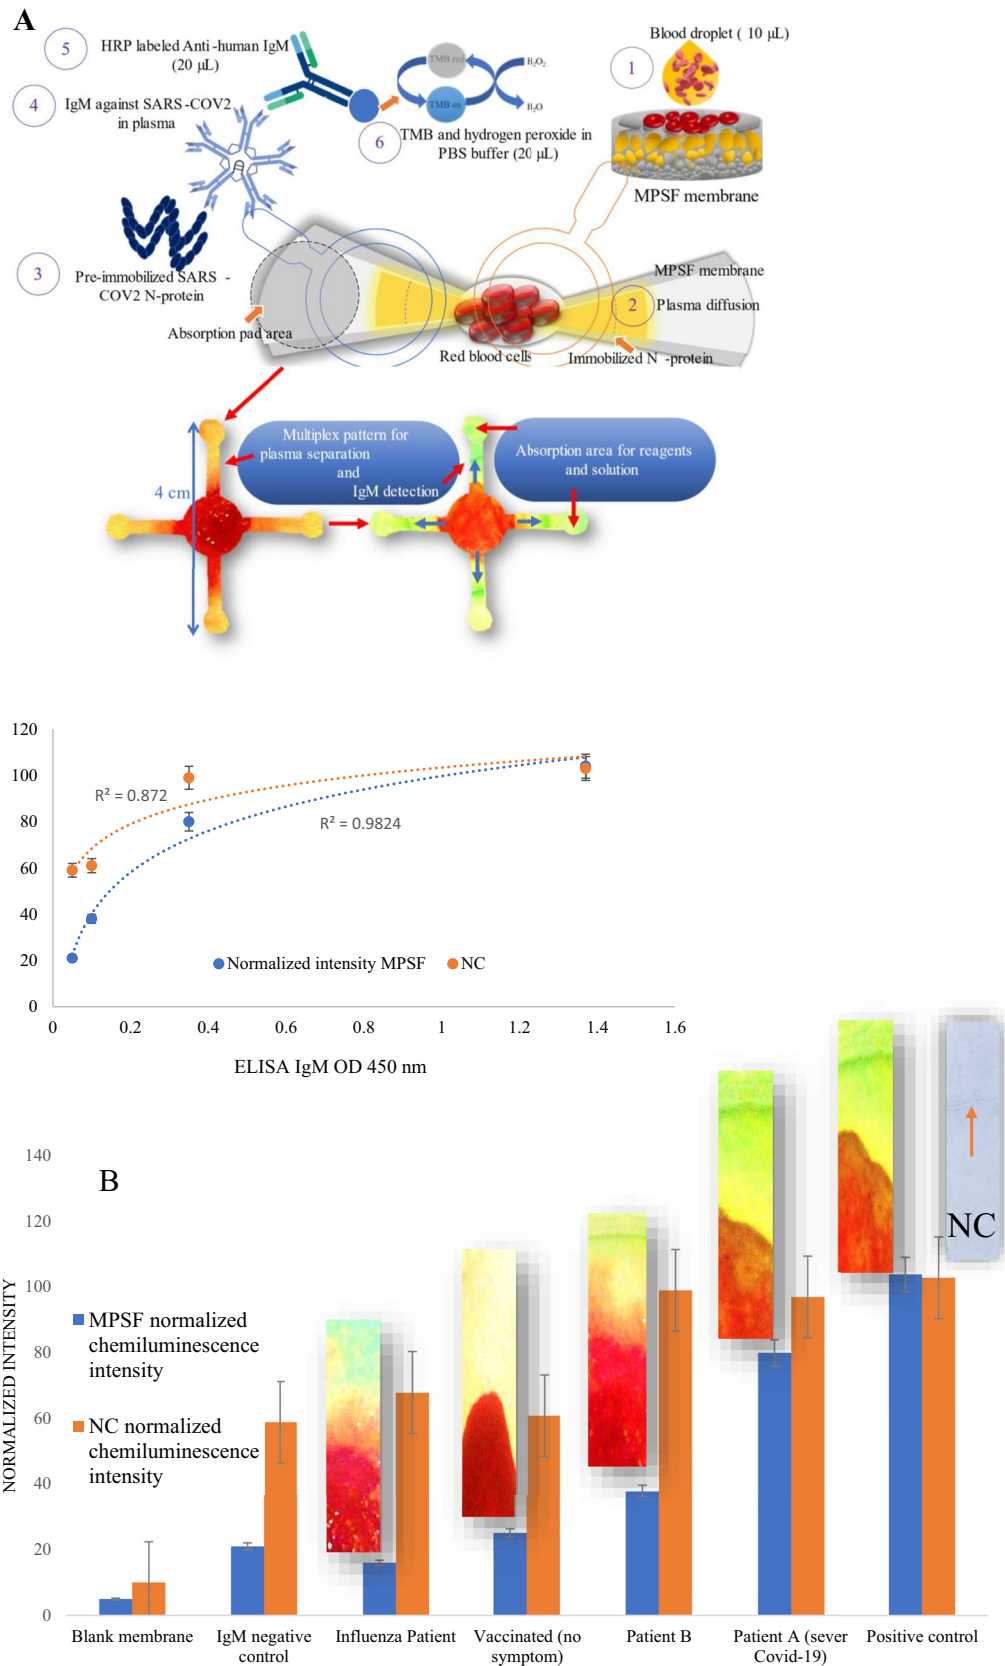 A
5
HRP labeled Anti-human IgM
(20 µL)
4
IgM against SARS-COV2
in plasma
TMB red
TMB ox
H₂O₂
H₂O
6
TMB and hydrogen peroxide in
PBS buffer (20 µL)
Blood droplet ( 10 µL)
1
MPSF membrane
3
Pre-immobilized SARS -
COV2 N-protein
Absorption pad area
MPSF membrane
2
Plasma diffusion
Red blood cells
Immobilized N -protein
Multiplex pattern for
plasma separation
and
IgM detection
Absorption area for reagents
and solution
4 cm
120
100
80
60
40
20
0
R² = 0.872
R² = 0.9824
Normalized intensity MPSF
NC
0
0.2
0.4
0.6
0.8
1
1.2
1.4
1.6
ELISA IgM OD 450 nm
B
NC
NORMALIZED INTENSITY
140
120
100
80
60
40
20
0
MPSF normalized
chemiluminescence
intensity
NC normalized
chemiluminescence
intensity
Blank membrane
IgM negative
control
Influenza Patient
Vaccinated (no
symptom)
Patient B
Patient A (sever
Covid-19)
Positive control